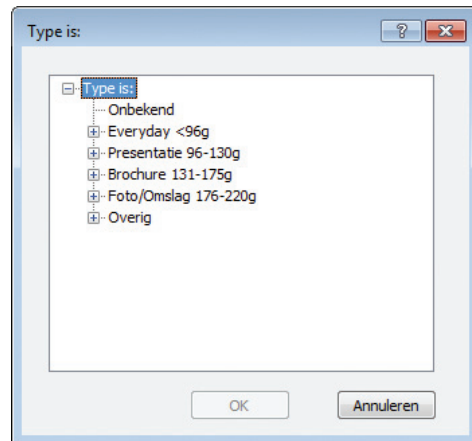 Type is:
Type is:
Onbekend
Everyday <96g
Presentatie 96-130g
Brochure 131-175g
Foto/Omslag 176-220g
Overig
OK
Annuleren